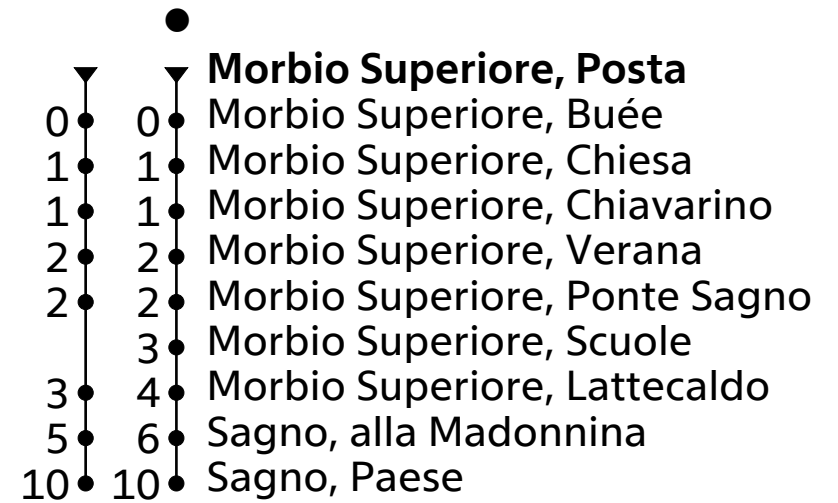 Morbio Superiore, Posta
0 0 Morbio Superiore, Buée
1 1 Morbio Superiore, Chiesa
1 1 Morbio Superiore, Chiavarino
2 2 Morbio Superiore, Verana
2 2 Morbio Superiore, Ponte Sagno
3 Morbio Superiore, Scuole
3 4 Morbio Superiore, Lattecaldo
5 6 Sagno, alla Madonnina
10 10 Sagno, Paese